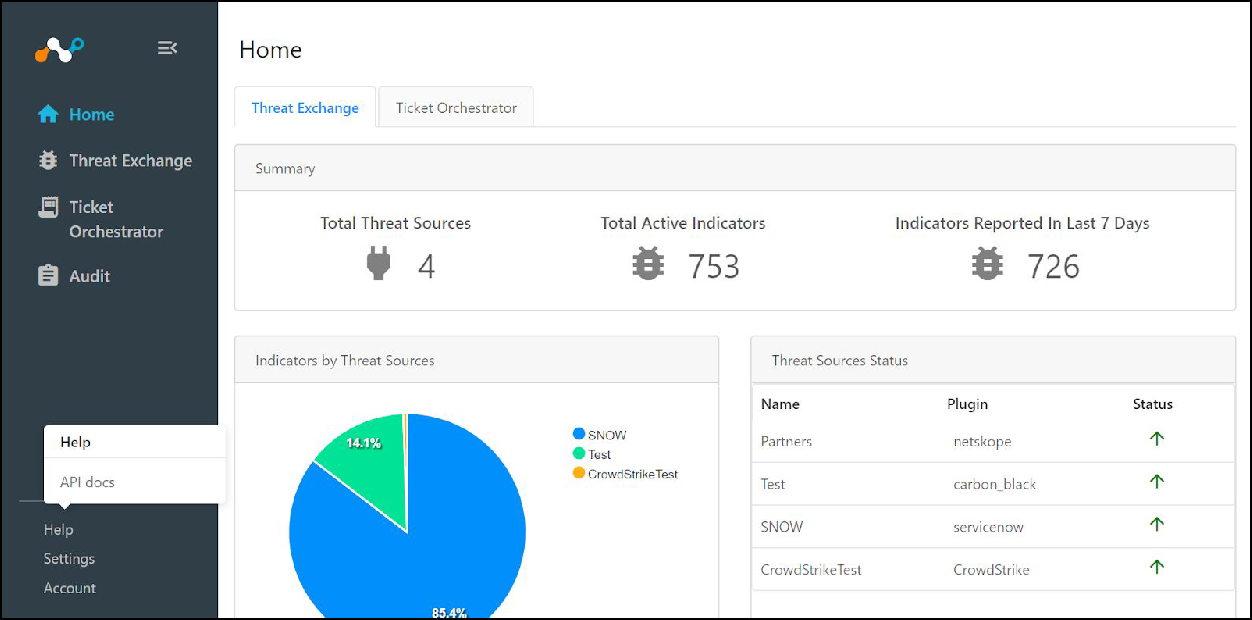 Home
Threat Exchange
Ticket
Orchestrator
Audit
Help
API docs
Help
Settings
Account
Home
Threat Exchange Ticket Orchestrator
Summary
Total Threat Sources Total Active Indicators Indicators Reported In Last 7 Days
4 753 726
Indicators by Threat Sources
14.1%
85.4%
SNOW
Test
CrowdStrikeTest
Threat Sources Status
Name Plugin Status
Partners netskope
Test carbon_black
SNOW servicenow
CrowdStrikeTest CrowdStrike